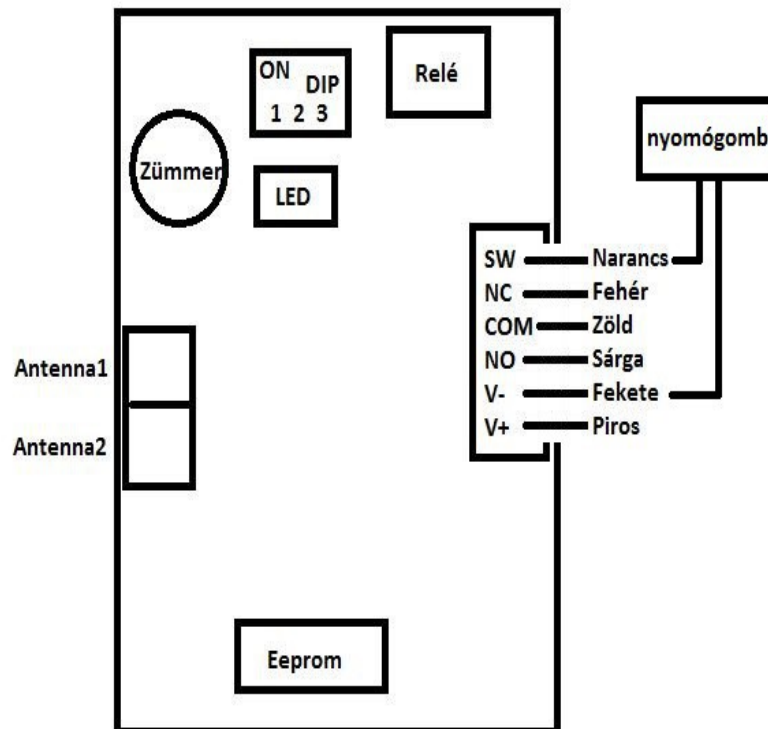 ON
DIP
1 2 3
Relé
nyomógomb
Zümmer
LED
SW Narancs
NC Fehér
COM Zöld
NO Sárga
V- Fekete
V+ Piros
Antenna1
Antenna2
Eeprom